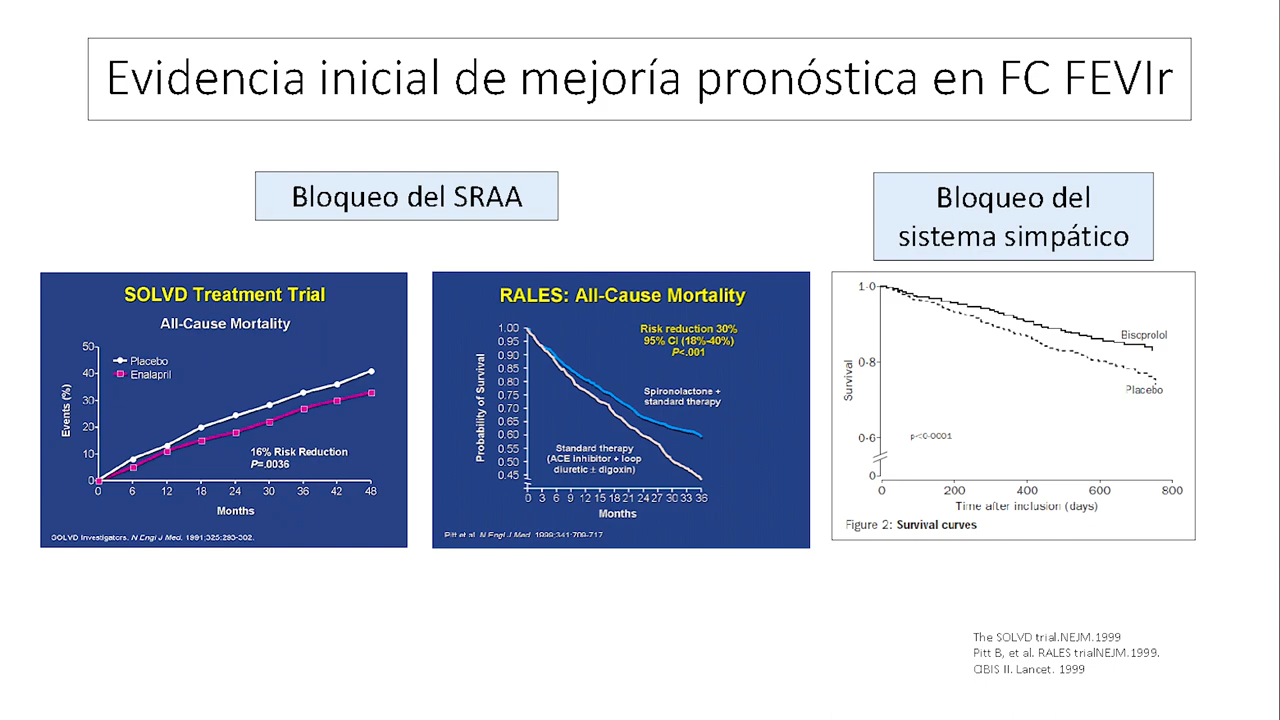 Evidencia inicial de mejoría pronóstica en FC FEVIr
Bloqueo del SRAA
Bloqueo del
sistema simpático
SOLVD Treatment Trial
All-Cause Mortality
50
40
30
20
10
0
Events (%)
Placebo
Enalapril
16% Risk Reduction
P=.0036
0 6 12 18 24 30 36 42 48
Months
SOLVD Investigators. N Engl J Med. 1991;325:293-302.
RALES: All-Cause Mortality
Risk reduction 30%
95% CI (18%-40%)
P<.001
1.00
0.95
0.90
0.85
0.80
0.75
0.70
0.65
0.60
0.55
0.50
0.45
Probability of Survival
Spironolactone +
standard therapy
Standard therapy
(ACE inhibitor + loop
diuretic ± digoxin)
0 3 6 9 12 15 18 21 24 27 30 33 36
Months
Pitt et al. N Engl J Med. 1999;341:709-717.
1·0
0·8
0·6
0
Survival
Bisoprolol
Placebo
p<0·0001
0 200 400 600 800
Time after inclusion (days)
Figure 2: Survival curves
The SOLVD trial.NEJM.1999
Pitt B, et al. RALES trialNEJM.1999.
CIBIS II. Lancet. 1999